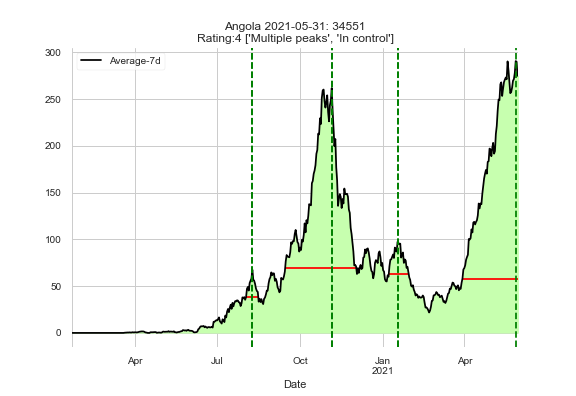 Angola 2021-05-31: 34551
Rating:4 ['Multiple peaks', 'In control']
300
Average-7d
250
200
150
100
50
0
Apr
Jul
Oct
Jan
2021
Apr
Date